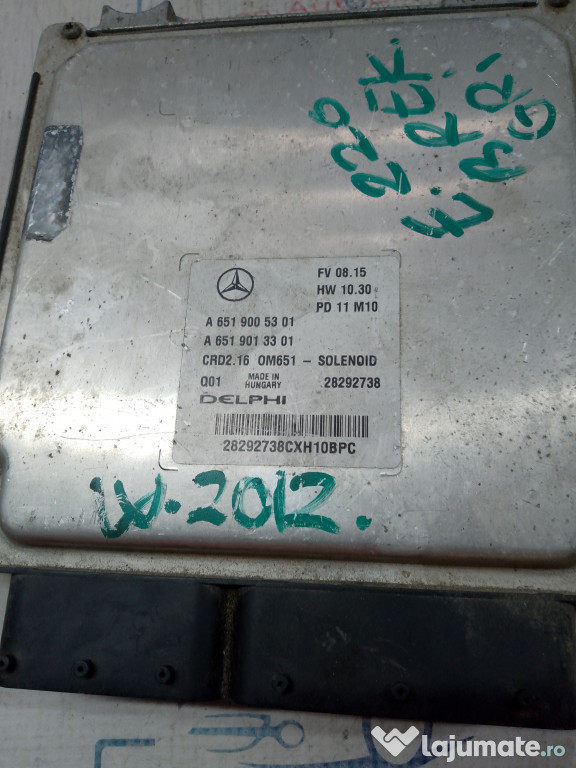 220
FV 08.15
HW 10.30
PD 11 M10
A 651 900 53 01
A 651 901 33 01
CRD2.16 OM651 – SOLENOID
Q01 MADE IN HUNGARY 28292738
DELPHI
28292738CXH10BPC
2012.
lajumate.ro